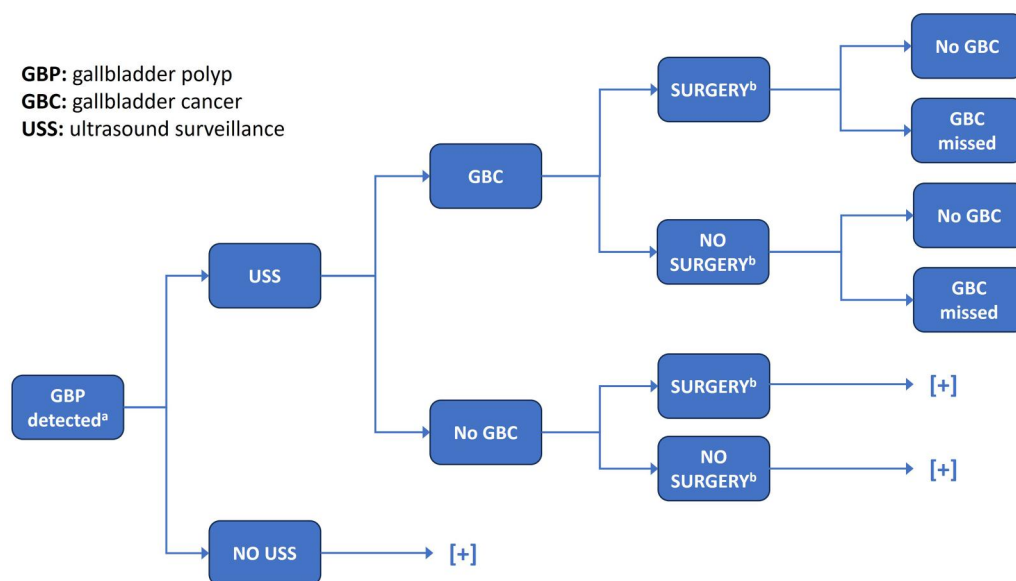 GBP: gallbladder polyp
GBC: gallbladder cancer
USS: ultrasound surveillance
GBP
detectedᵃ
USS
NO USS
[+]
GBC
No GBC
SURGERYᵇ
NO
SURGERYᵇ
SURGERYᵇ
NO
SURGERYᵇ
No GBC
GBC
missed
No GBC
GBC
missed
[+]
[+]